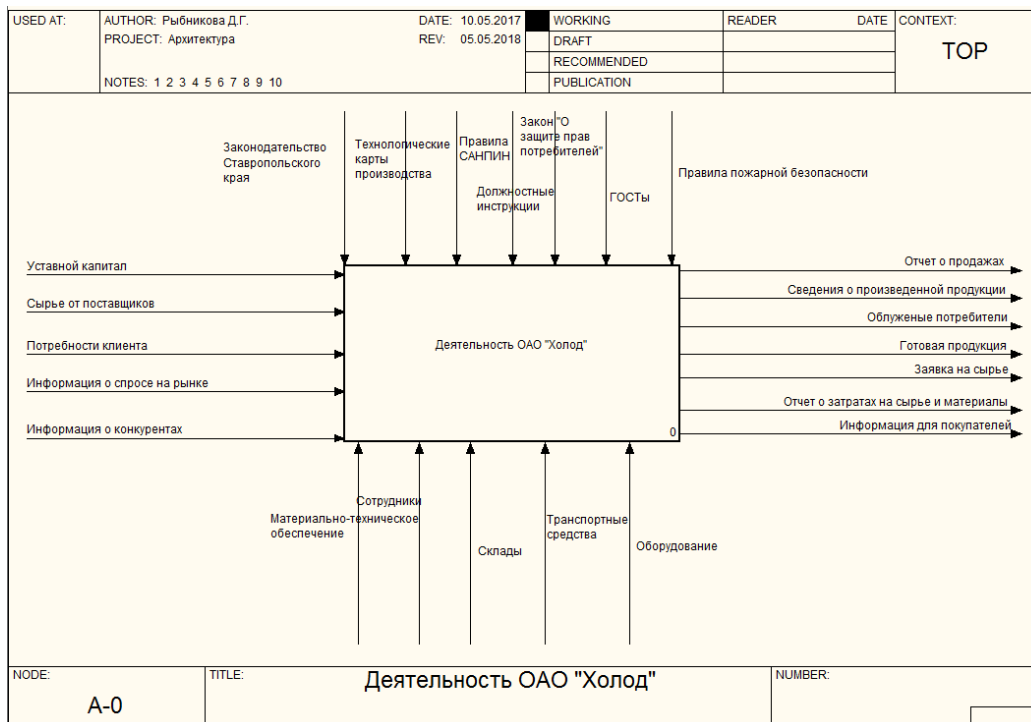 USED AT:
AUTHOR: Рыбникова Д.Г.
DATE: 10.05.2017
WORKING
READER
DATE
CONTEXT:
PROJECT: Архитектура
REV: 05.05.2018
DRAFT
TOP
RECOMMENDED
NOTES: 1 2 3 4 5 6 7 8 9 10
PUBLICATION
Законодательство
Ставропольского
края
Технологические
карты
производства
Правила
САНПИН
Должностные
инструкции
Закон "О
защите прав
потребителей"
ГОСТы
Правила пожарной безопасности
Уставной капитал
Сырье от поставщиков
Потребности клиента
Информация о спросе на рынке
Информация о конкурентах
Деятельность ОАО "Холод"
0
Отчет о продажах
Сведения о произведенной продукции
Облуженые потребители
Готовая продукция
Заявка на сырье
Отчет о затратах на сырье и материалы
Информация для покупателей
Сотрудники
Материально-техническое
обеспечение
Склады
Транспортные
средства
Оборудование
NODE:
A-0
TITLE:
Деятельность ОАО "Холод"
NUMBER: